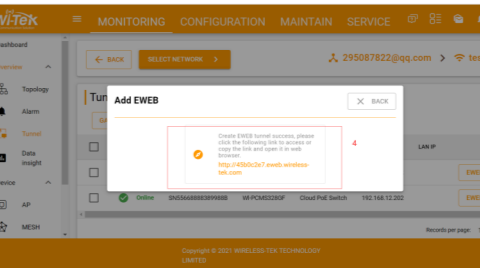 Wi-Tek
MONITORING CONFIGURATION MAINTAIN SERVICE
Dashboard
Overview
Topology
Alarm
Tunnel
Data
insight
Device
AP
MESH
BACK SELECT NETWORK
295087822@qq.com
Add EWEB
BACK
Create EWEB tunnel success, please
click the following link to access or
copy the link and open it in web
browser.
http://45b0c2e7.eweb.wireless-
tek.com
4
LAN IP
Online SN5566888838998BB WI-PCMS328GF Cloud PoE Switch 192.168.12.202
Records per page:
Copyright © 2021 WIRELESS-TEK TECHNOLOGY
LIMITED